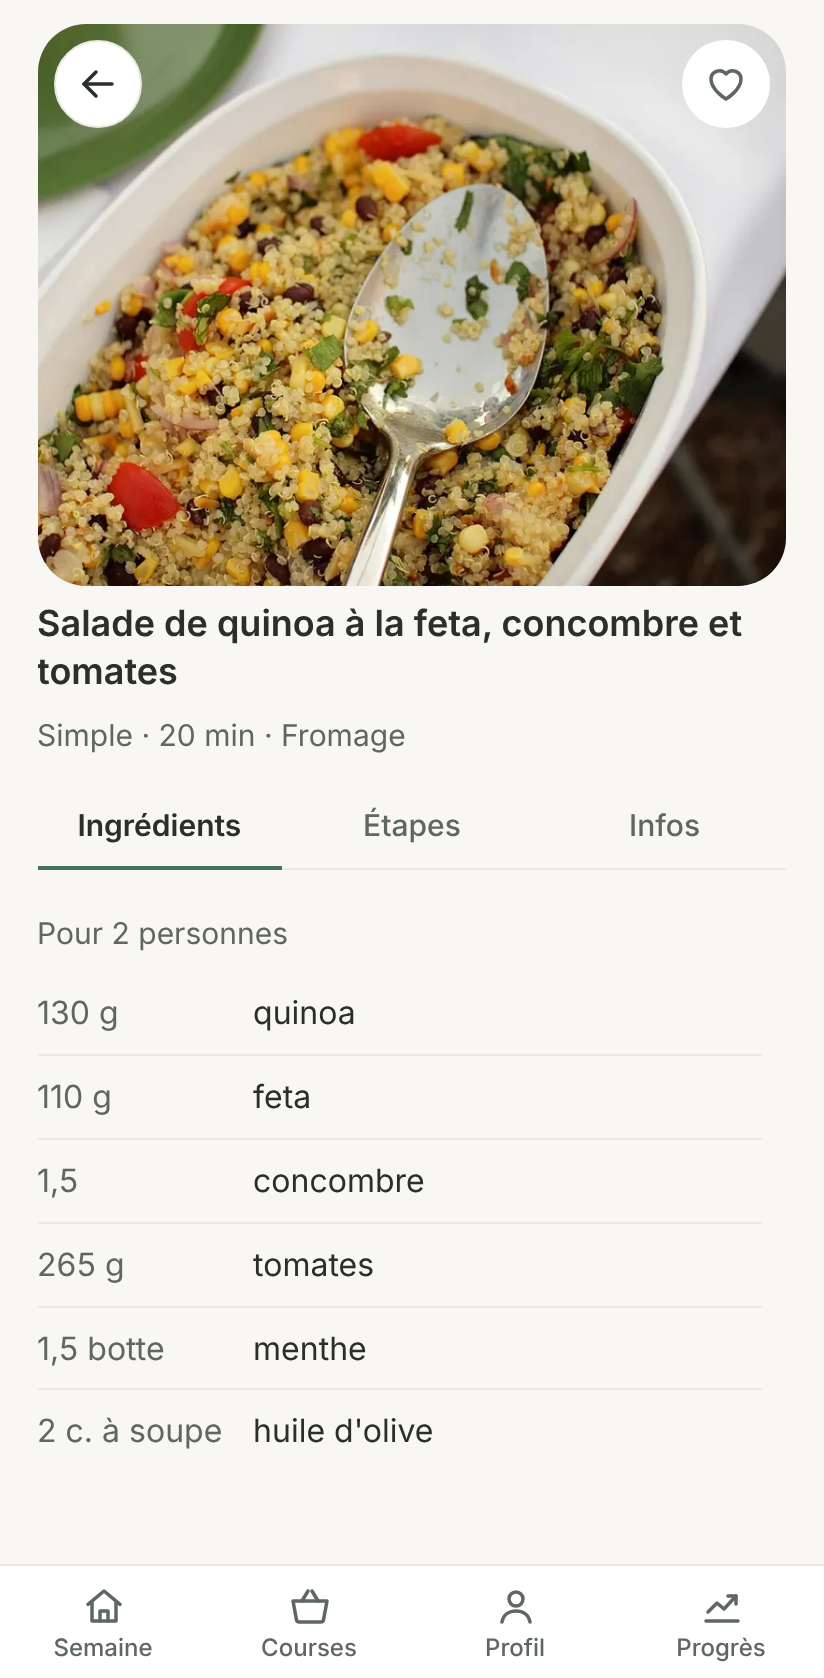 Salade de quinoa à la feta, concombre et
tomates
Simple · 20 min · Fromage
Ingrédients Étapes Infos
Pour 2 personnes
130 g quinoa
110 g feta
1,5 concombre
265 g tomates
1,5 botte menthe
2 c. à soupe huile d'olive
Semaine Courses Profil Progrès